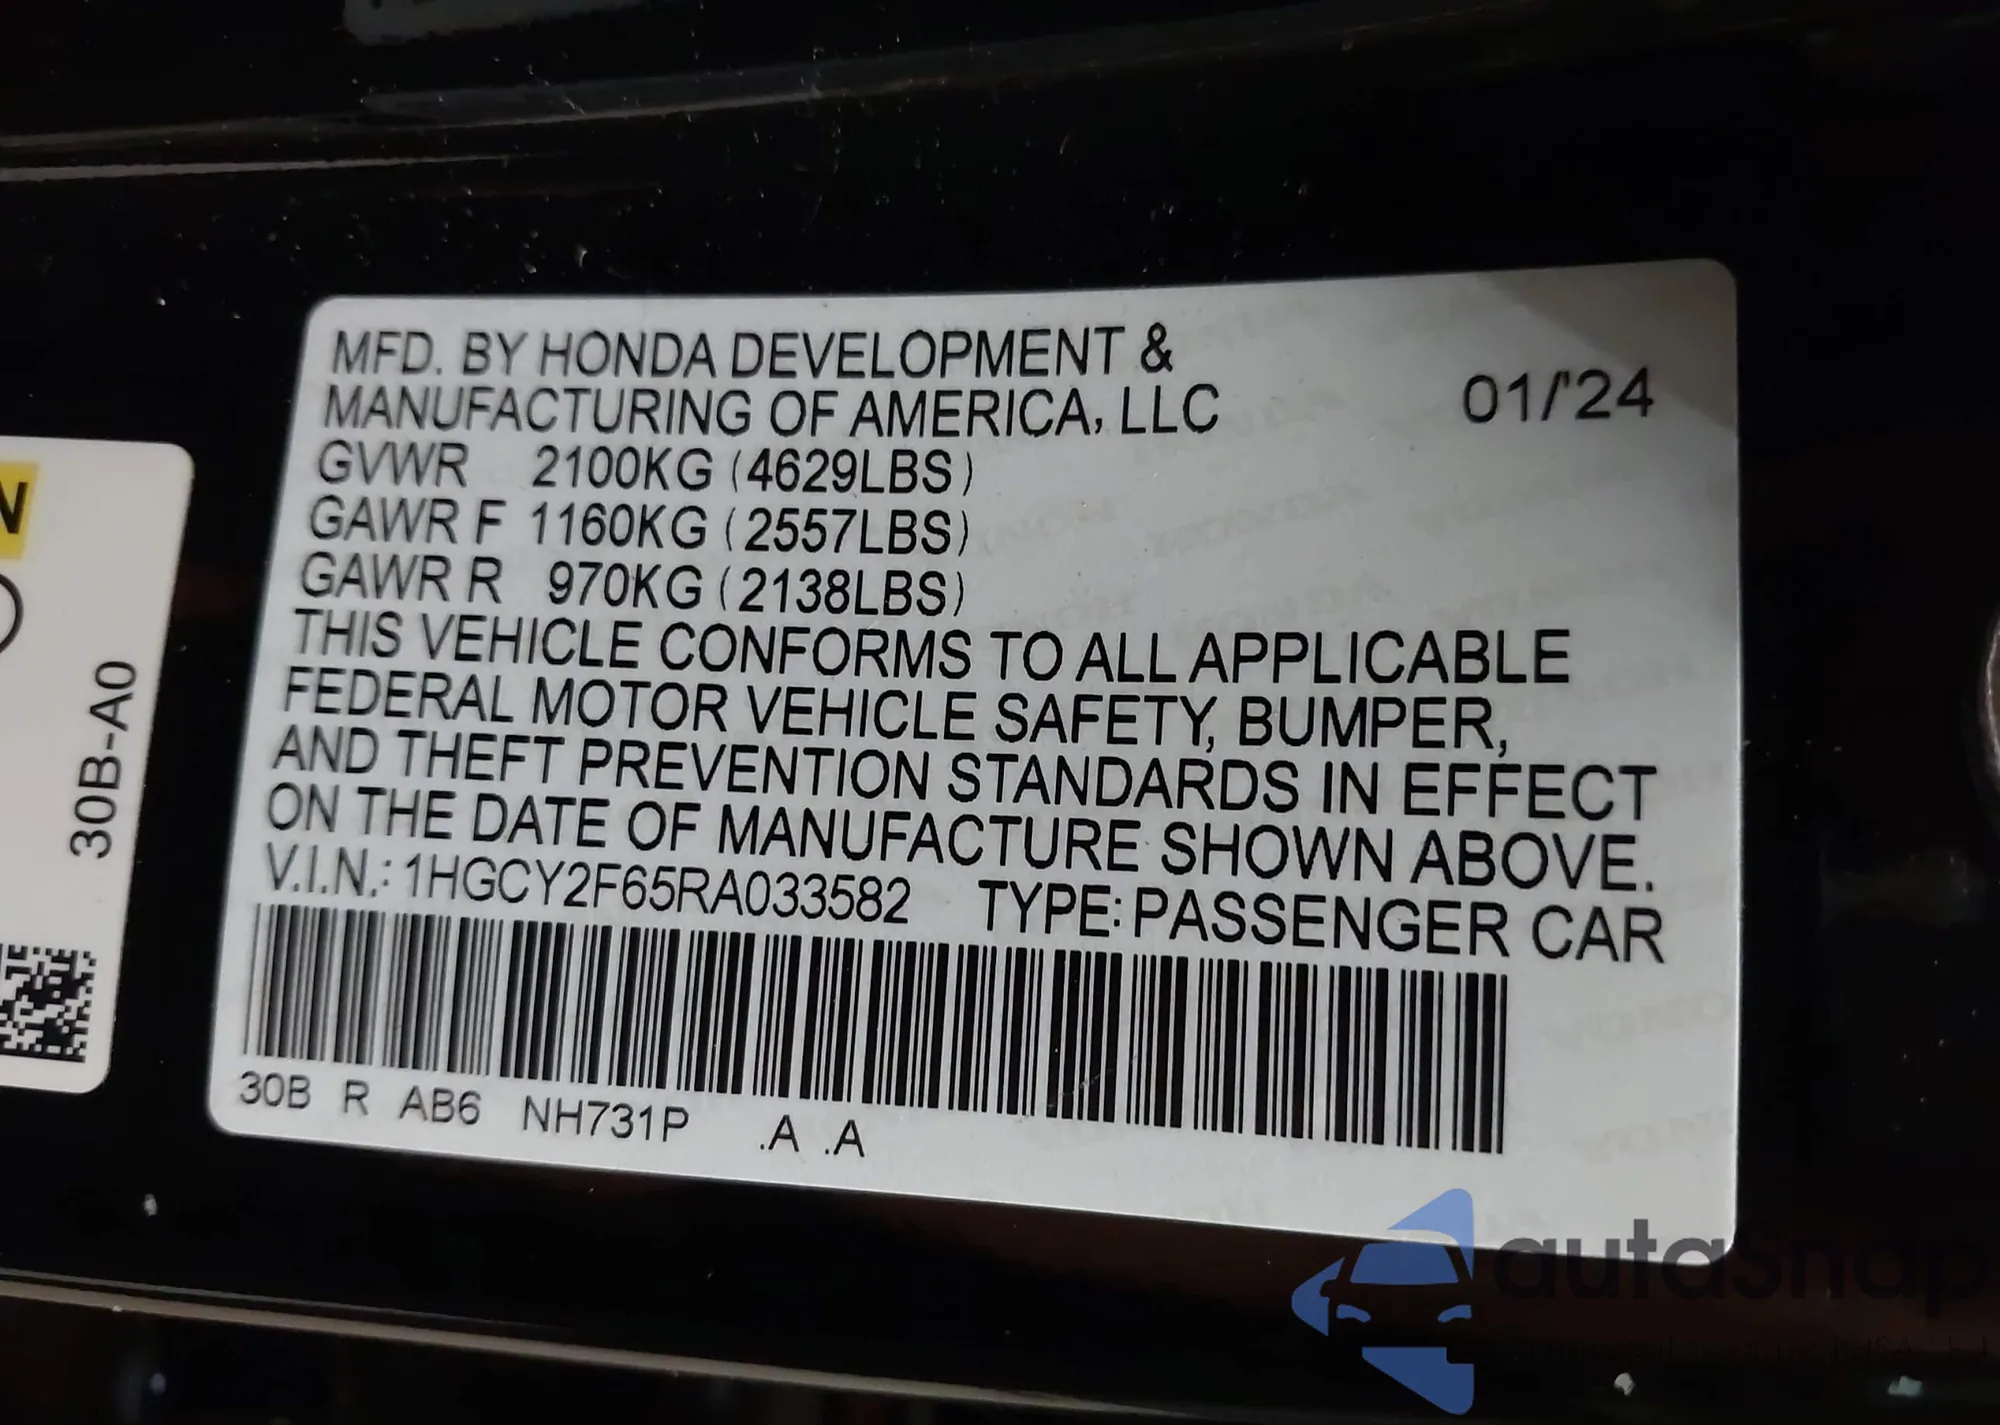 MFD. BY HONDA DEVELOPMENT &
MANUFACTURING OF AMERICA, LLC
01/'24
GVWR 2100KG (4629LBS)
GAWR F 1160KG (2557LBS)
GAWR R 970KG (2138LBS)
THIS VEHICLE CONFORMS TO ALL APPLICABLE
FEDERAL MOTOR VEHICLE SAFETY, BUMPER,
AND THEFT PREVENTION STANDARDS IN EFFECT
ON THE DATE OF MANUFACTURE SHOWN ABOVE.
V.I.N.: 1HGCY2F65RA033582 TYPE: PASSENGER CAR
30B R AB6 NH731P .A .A
N
30B-A0
autasnap